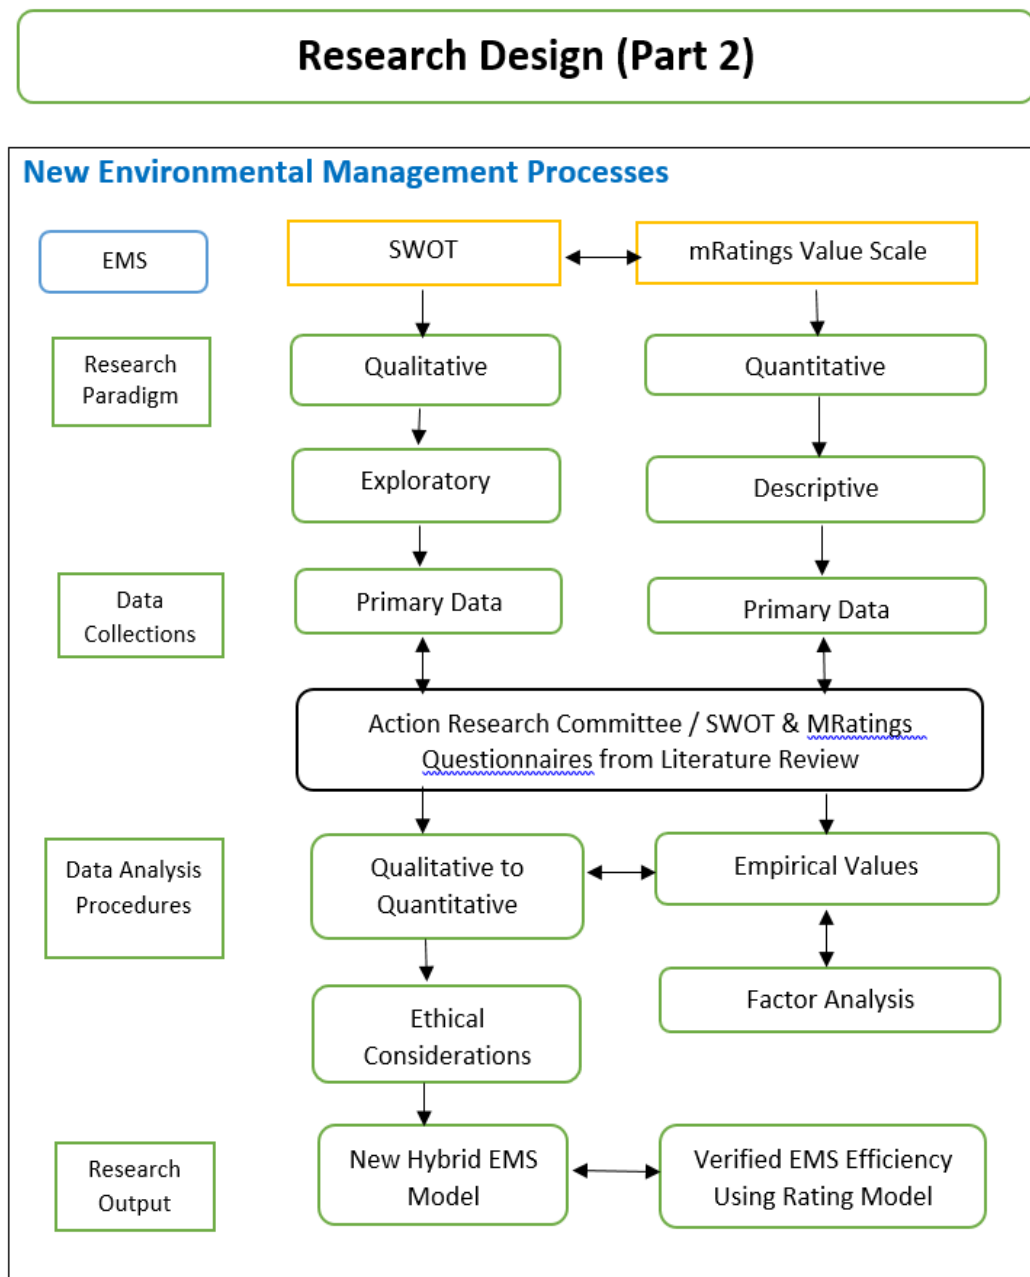 Research Design (Part 2)
New Environmental Management Processes
EMS
SWOT
mRatings Value Scale
Research
Paradigm
Qualitative
Quantitative
Exploratory
Descriptive
Data
Collections
Primary Data
Primary Data
Action Research Committee / SWOT & MRatings
Questionnaires from Literature Review
Data Analysis
Procedures
Qualitative to
Quantitative
Empirical Values
Ethical
Considerations
Factor Analysis
Research
Output
New Hybrid EMS
Model
Verified EMS Efficiency
Using Rating Model